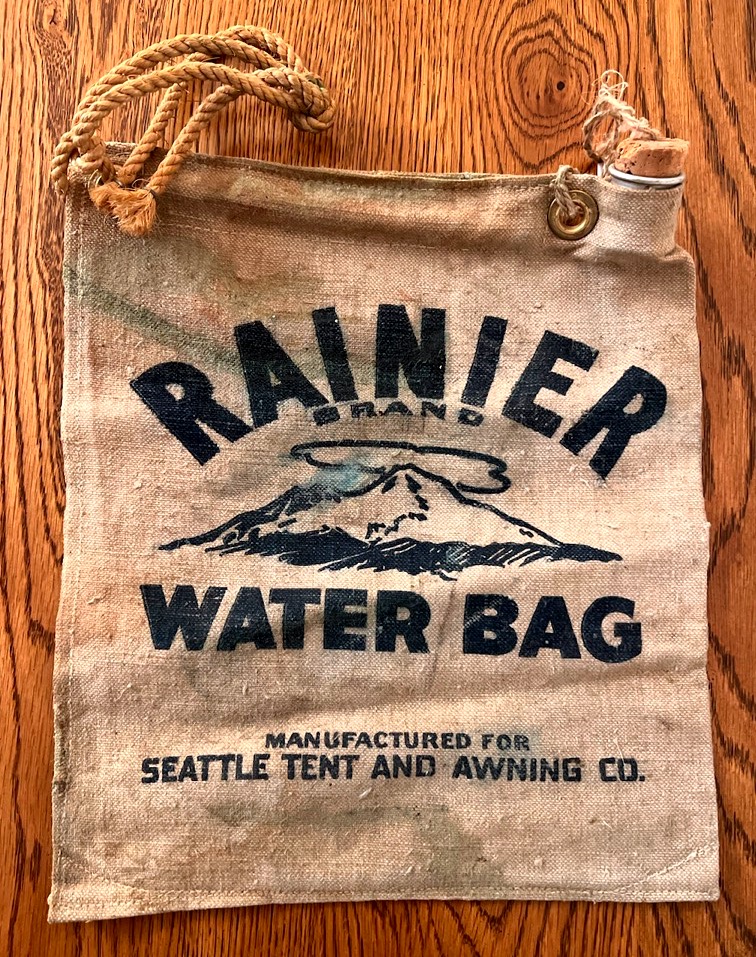 RAINIER
BRAND
WATER BAG
MANUFACTURED FOR
SEATTLE TENT AND AWNING CO.